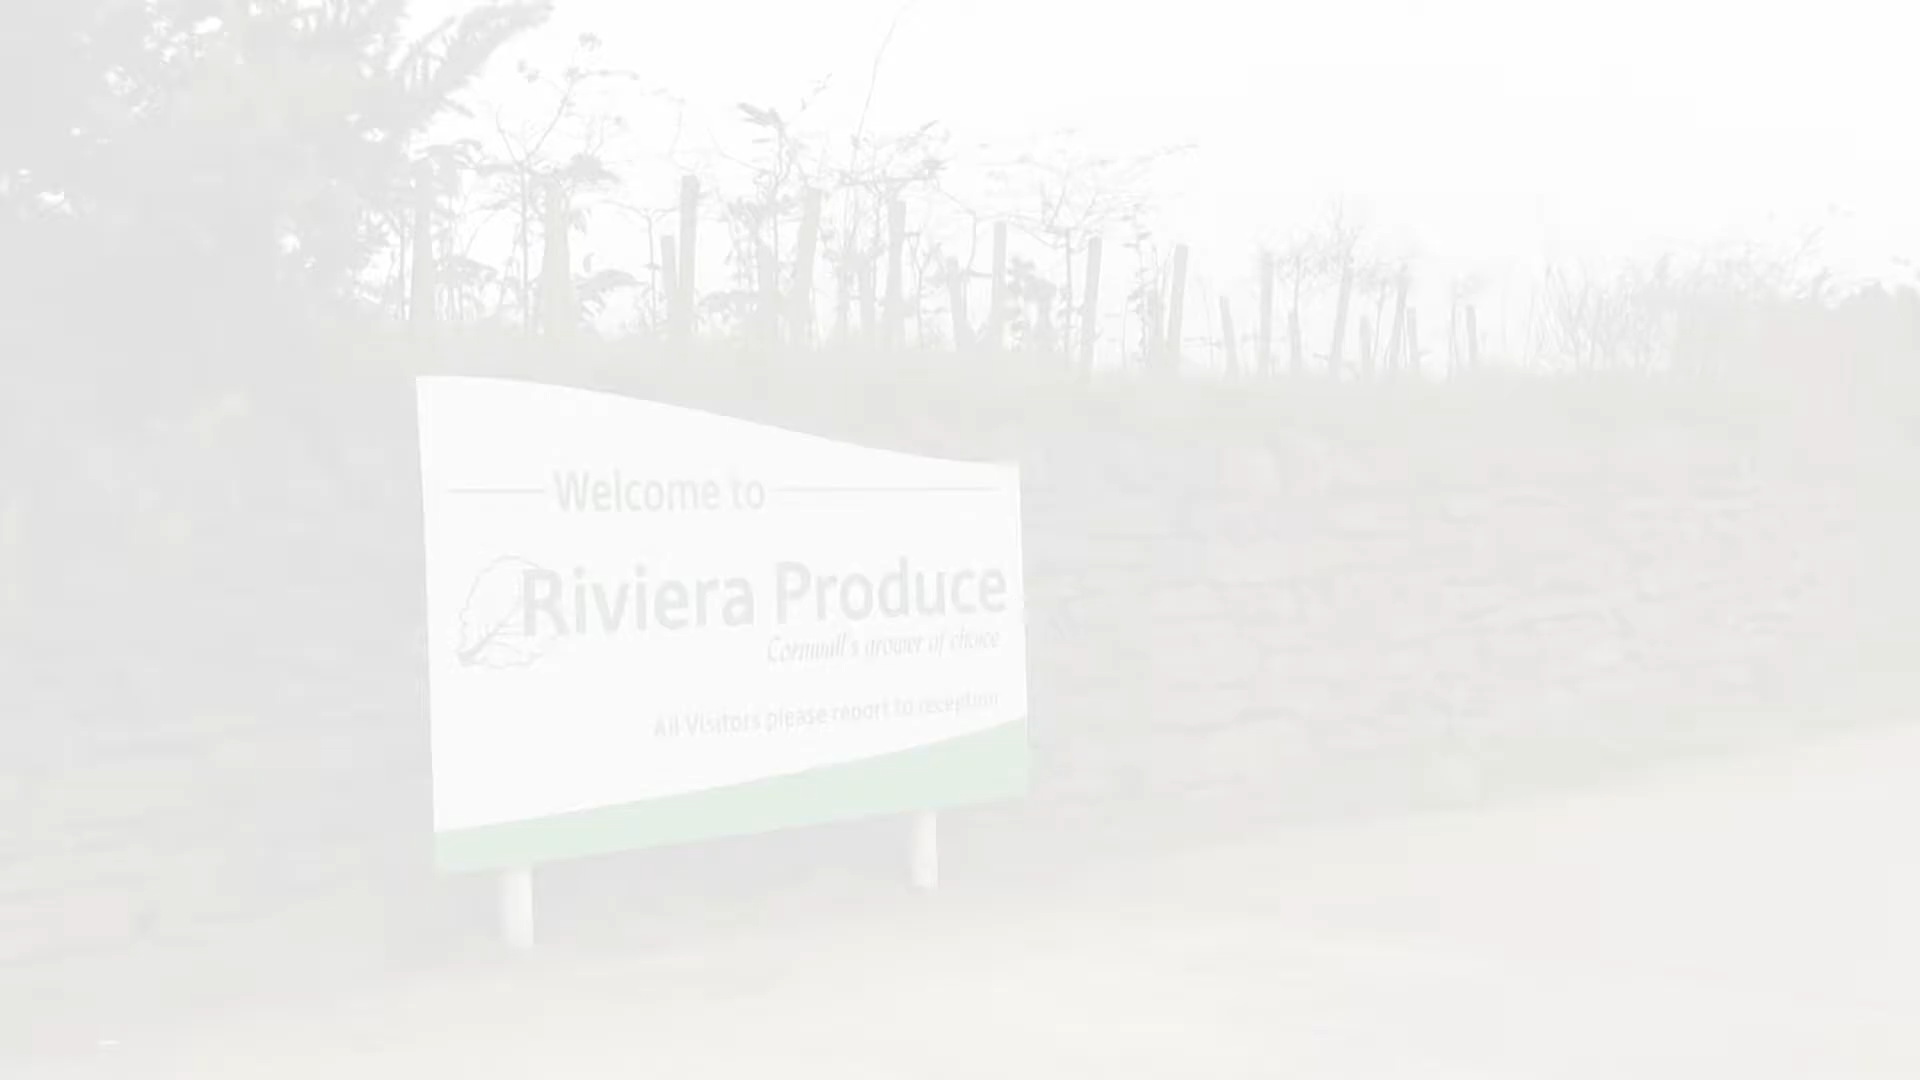 Welcome to
Riviera Produce
Cornwall's grower of choice
All Visitors please report to reception